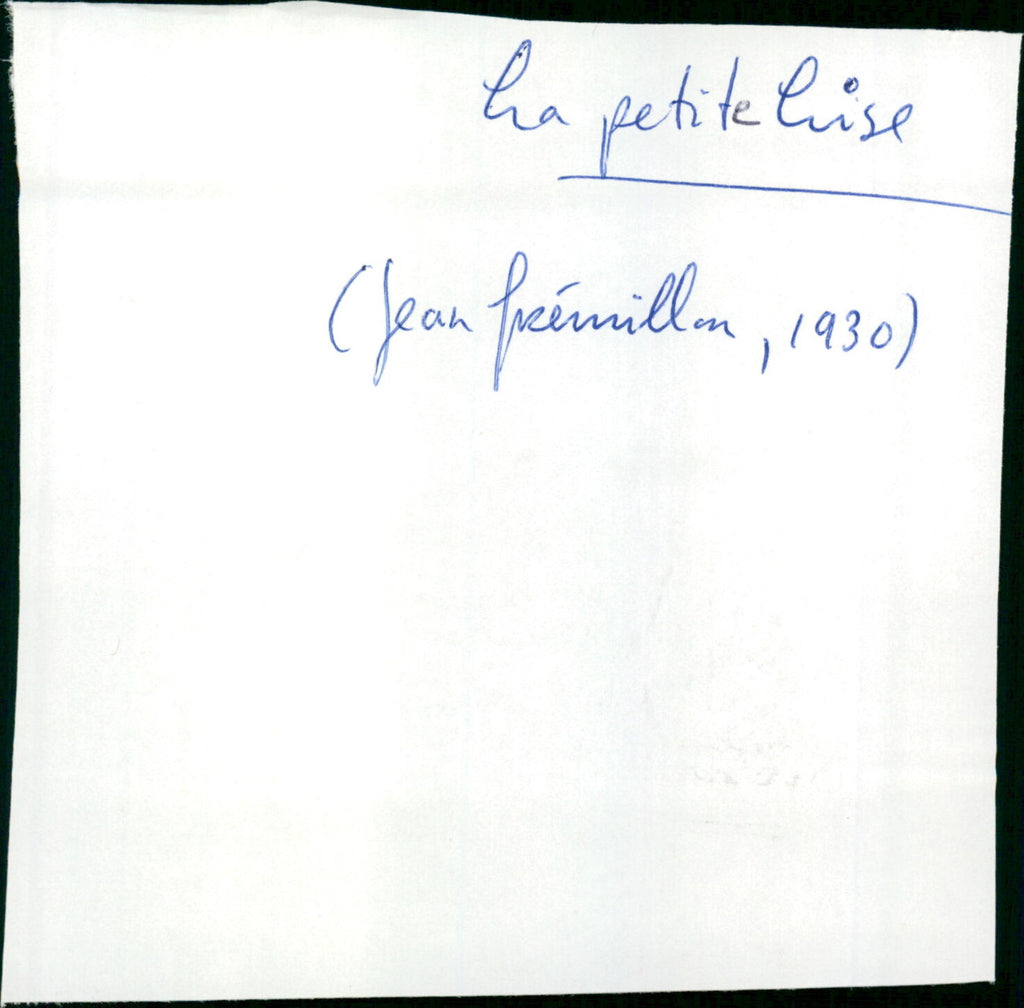 La petite Lise
(Jean Grémillon, 1930)